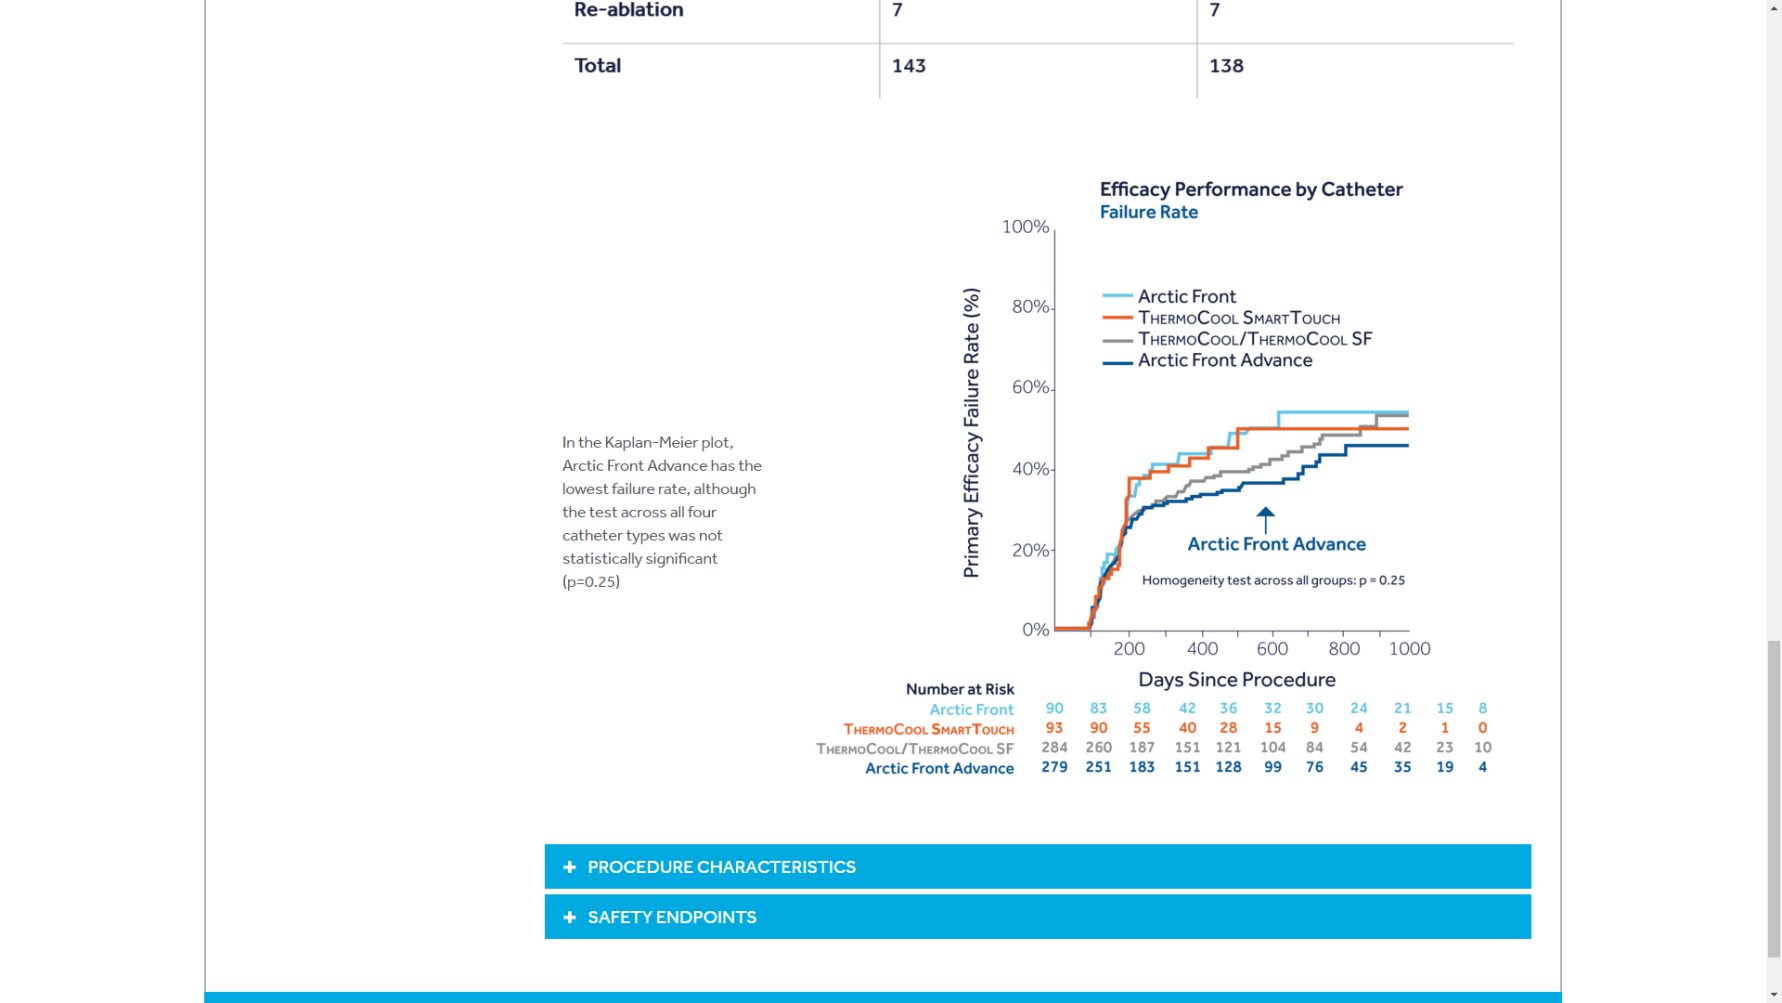 Re-ablation 7 7
Total 143 138
Efficacy Performance by Catheter
Failure Rate
100%
80%
60%
40%
20%
0%
Primary Efficacy Failure Rate (%)
Arctic Front
THERMOCOOL SMARTTOUCH
THERMOCOOL/THERMOCOOL SF
Arctic Front Advance
In the Kaplan-Meier plot,
Arctic Front Advance has the
lowest failure rate, although
the test across all four
catheter types was not
statistically significant
(p=0.25)
Arctic Front Advance
Homogeneity test across all groups: p = 0.25
200 400 600 800 1000
Days Since Procedure
Number at Risk
Arctic Front 90 83 58 42 36 32 30 24 21 15 8
THERMOCOOL SMARTTOUCH 93 90 55 40 28 15 9 4 2 1 0
THERMOCOOL/THERMOCOOL SF 284 260 187 151 121 104 84 54 42 23 10
Arctic Front Advance 279 251 183 151 128 99 76 45 35 19 4
+ PROCEDURE CHARACTERISTICS
+ SAFETY ENDPOINTS